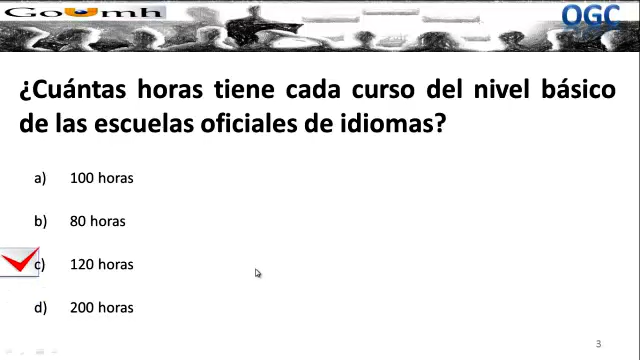 GoUmh
OGC
¿Cuántas horas tiene cada curso del nivel básico
de las escuelas oficiales de idiomas?
a) 100 horas
b) 80 horas
c) 120 horas
d) 200 horas
3